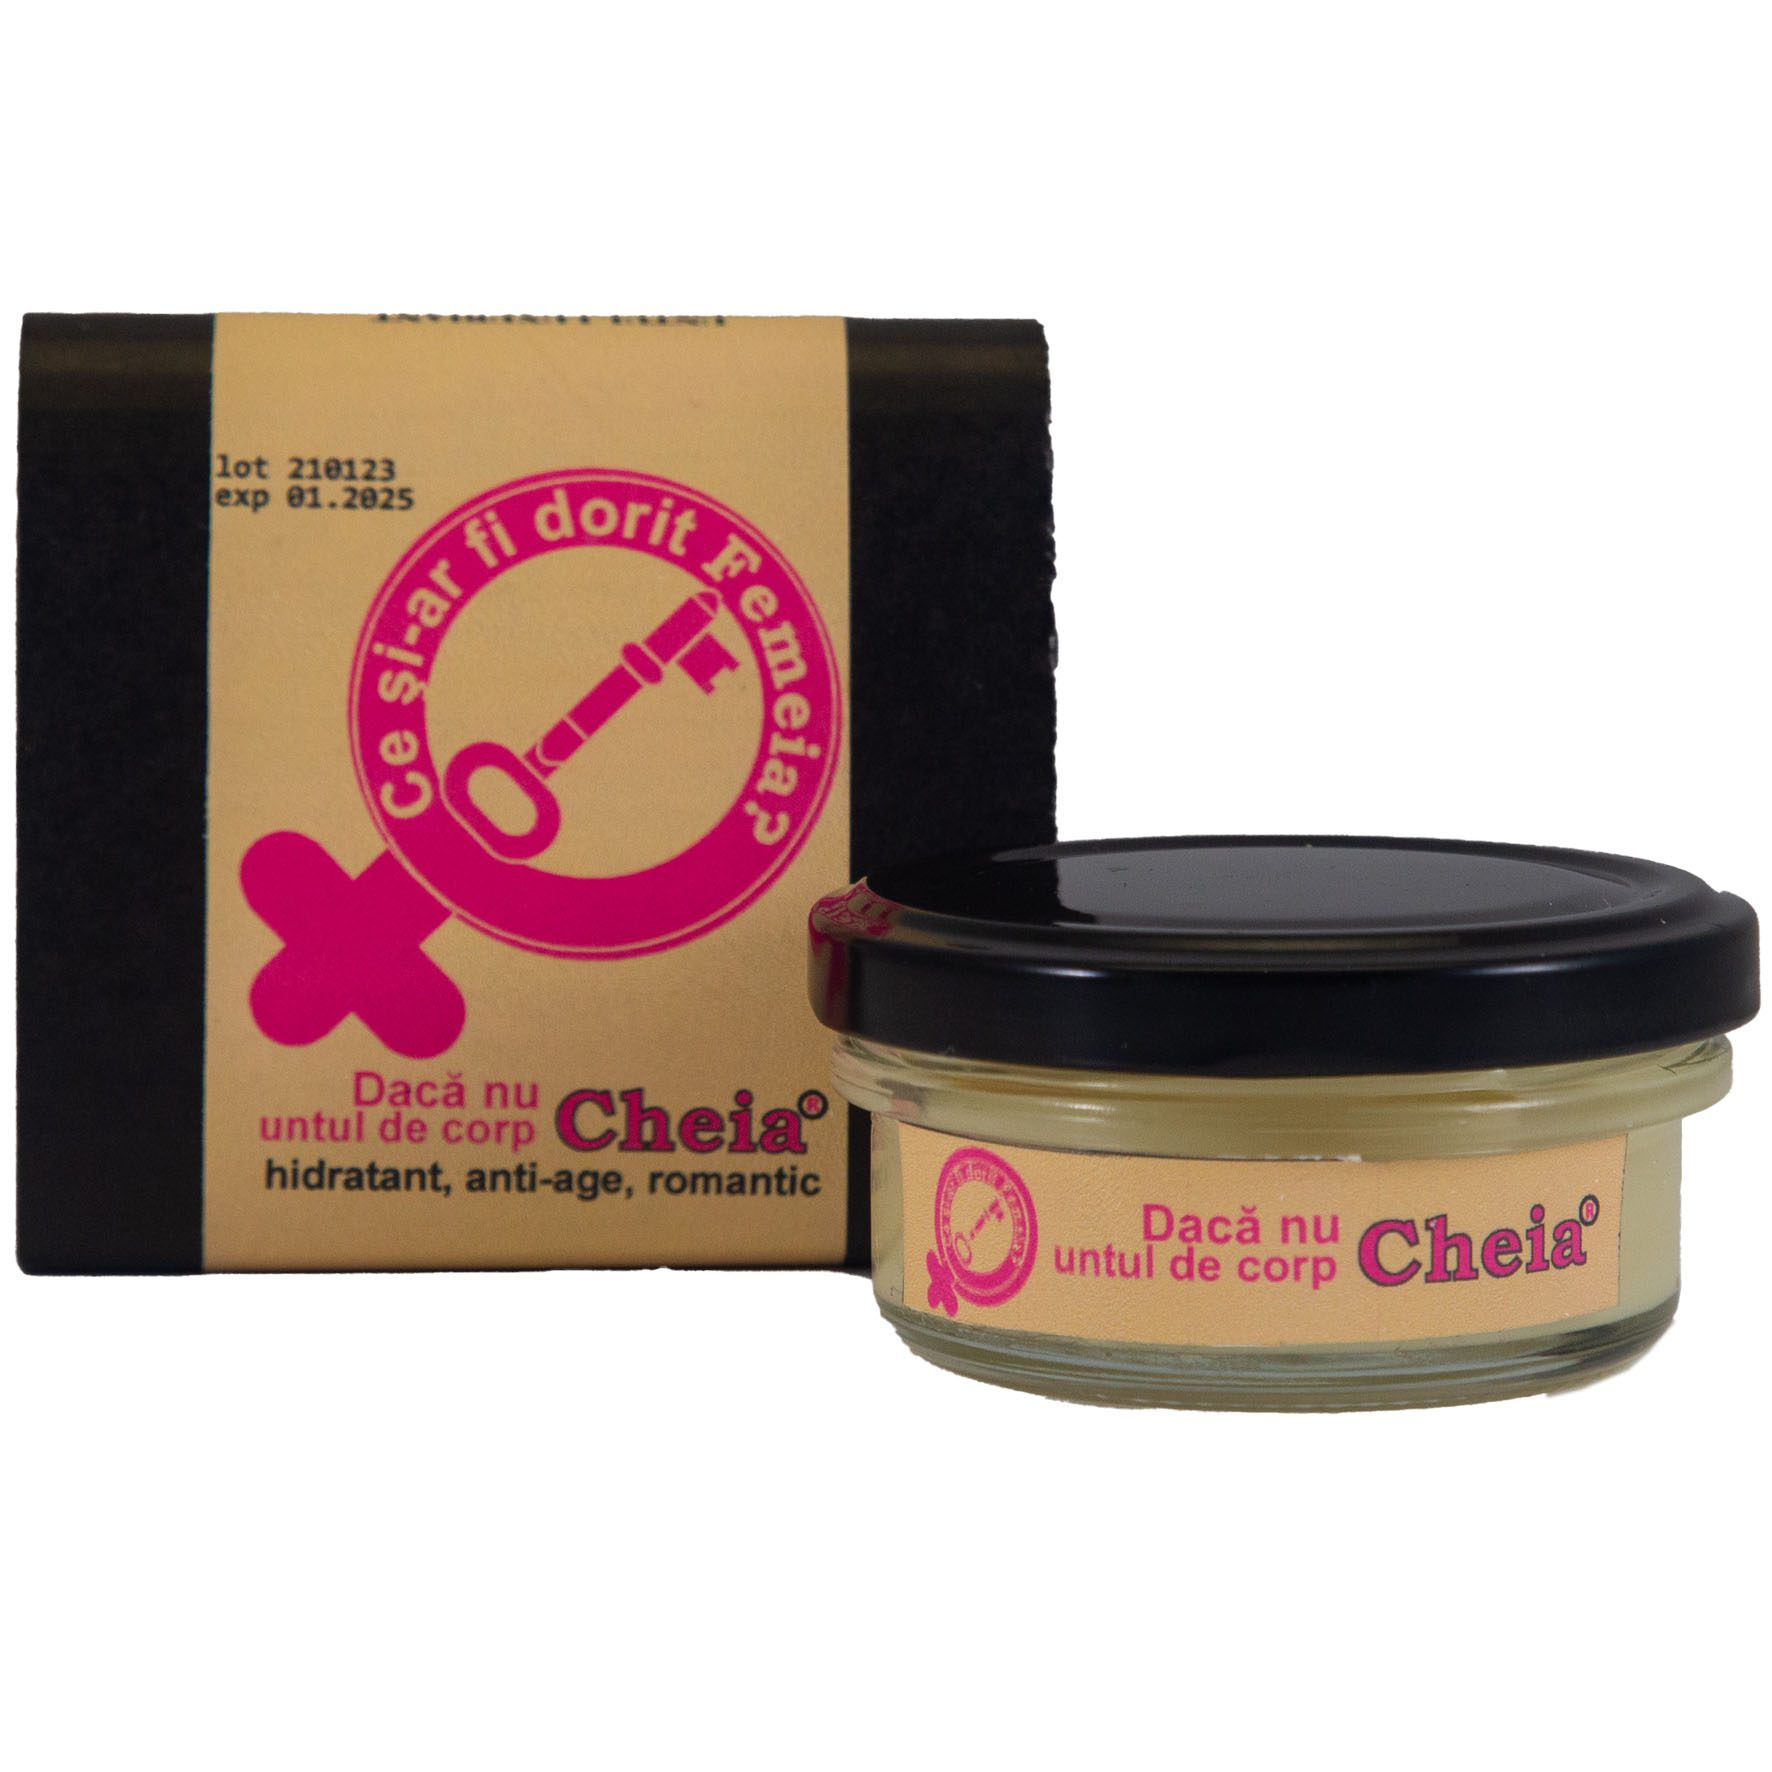 lot 210123
exp 01.2025
Ce și-ar fi dorit Femeia?
Dacă nu
untul de corp Cheia®
hidratant, anti-age, romantic
Dacă nu
untul de corp Cheia®